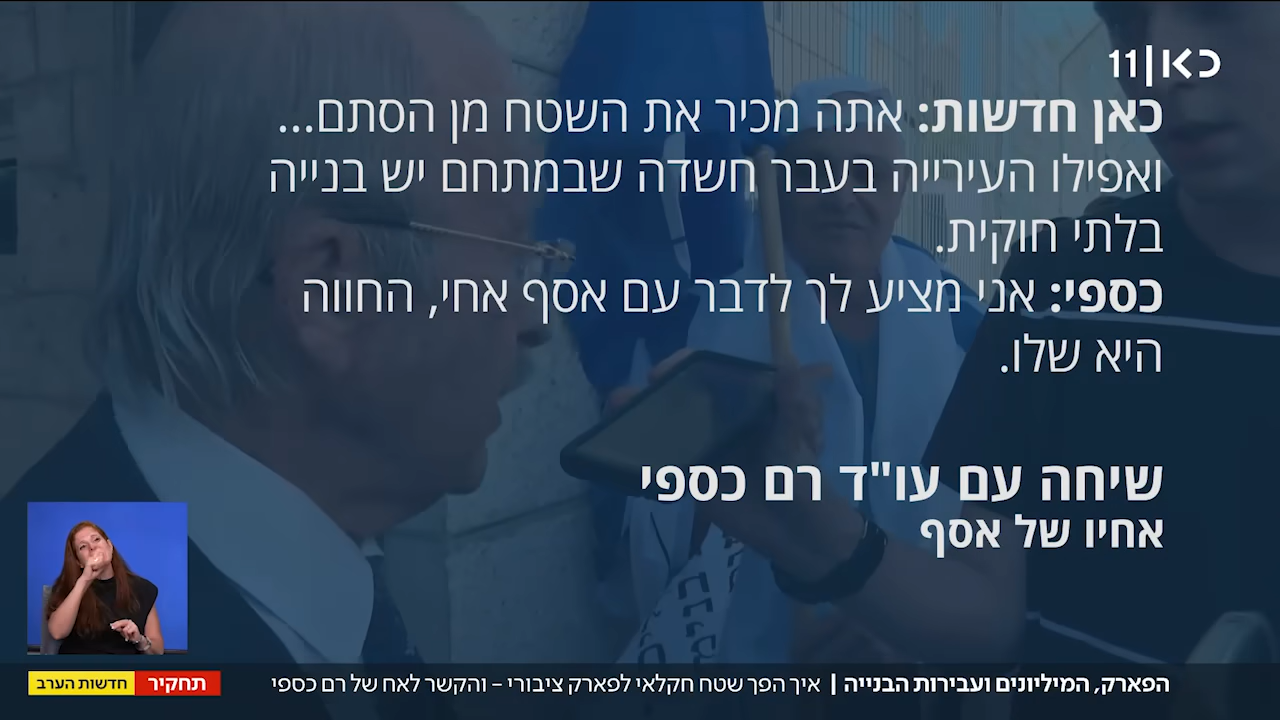 כאן|11
כאן חדשות: אתה מכיר את השטח מן הסתם...
ואפילו העירייה בעבר חשדה שבמתחם יש בנייה
בלתי חוקית.
כספי: אני מציע לך לדבר עם אסף אחי, החווה
היא שלו.
שיחה עם עו"ד רם כספי
אחיו של אסף
הפארק, המיליונים ועבירות הבנייה | איך הפך שטח חקלאי לפארק ציבורי – והקשר לאח של רם כספי
תחקיר חדשות הערב